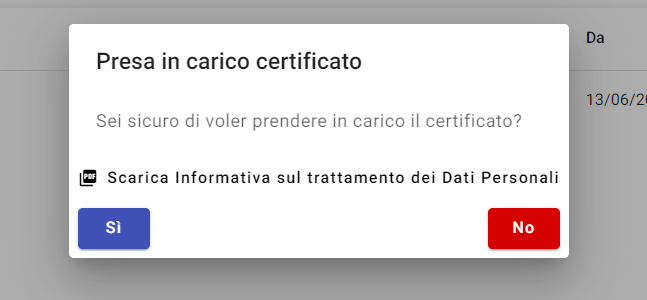 Da
Presa in carico certificato
13/06/20
Sei sicuro di voler prendere in carico il certificato?
PDF Scarica Informativa sul trattamento dei Dati Personali
Sì No